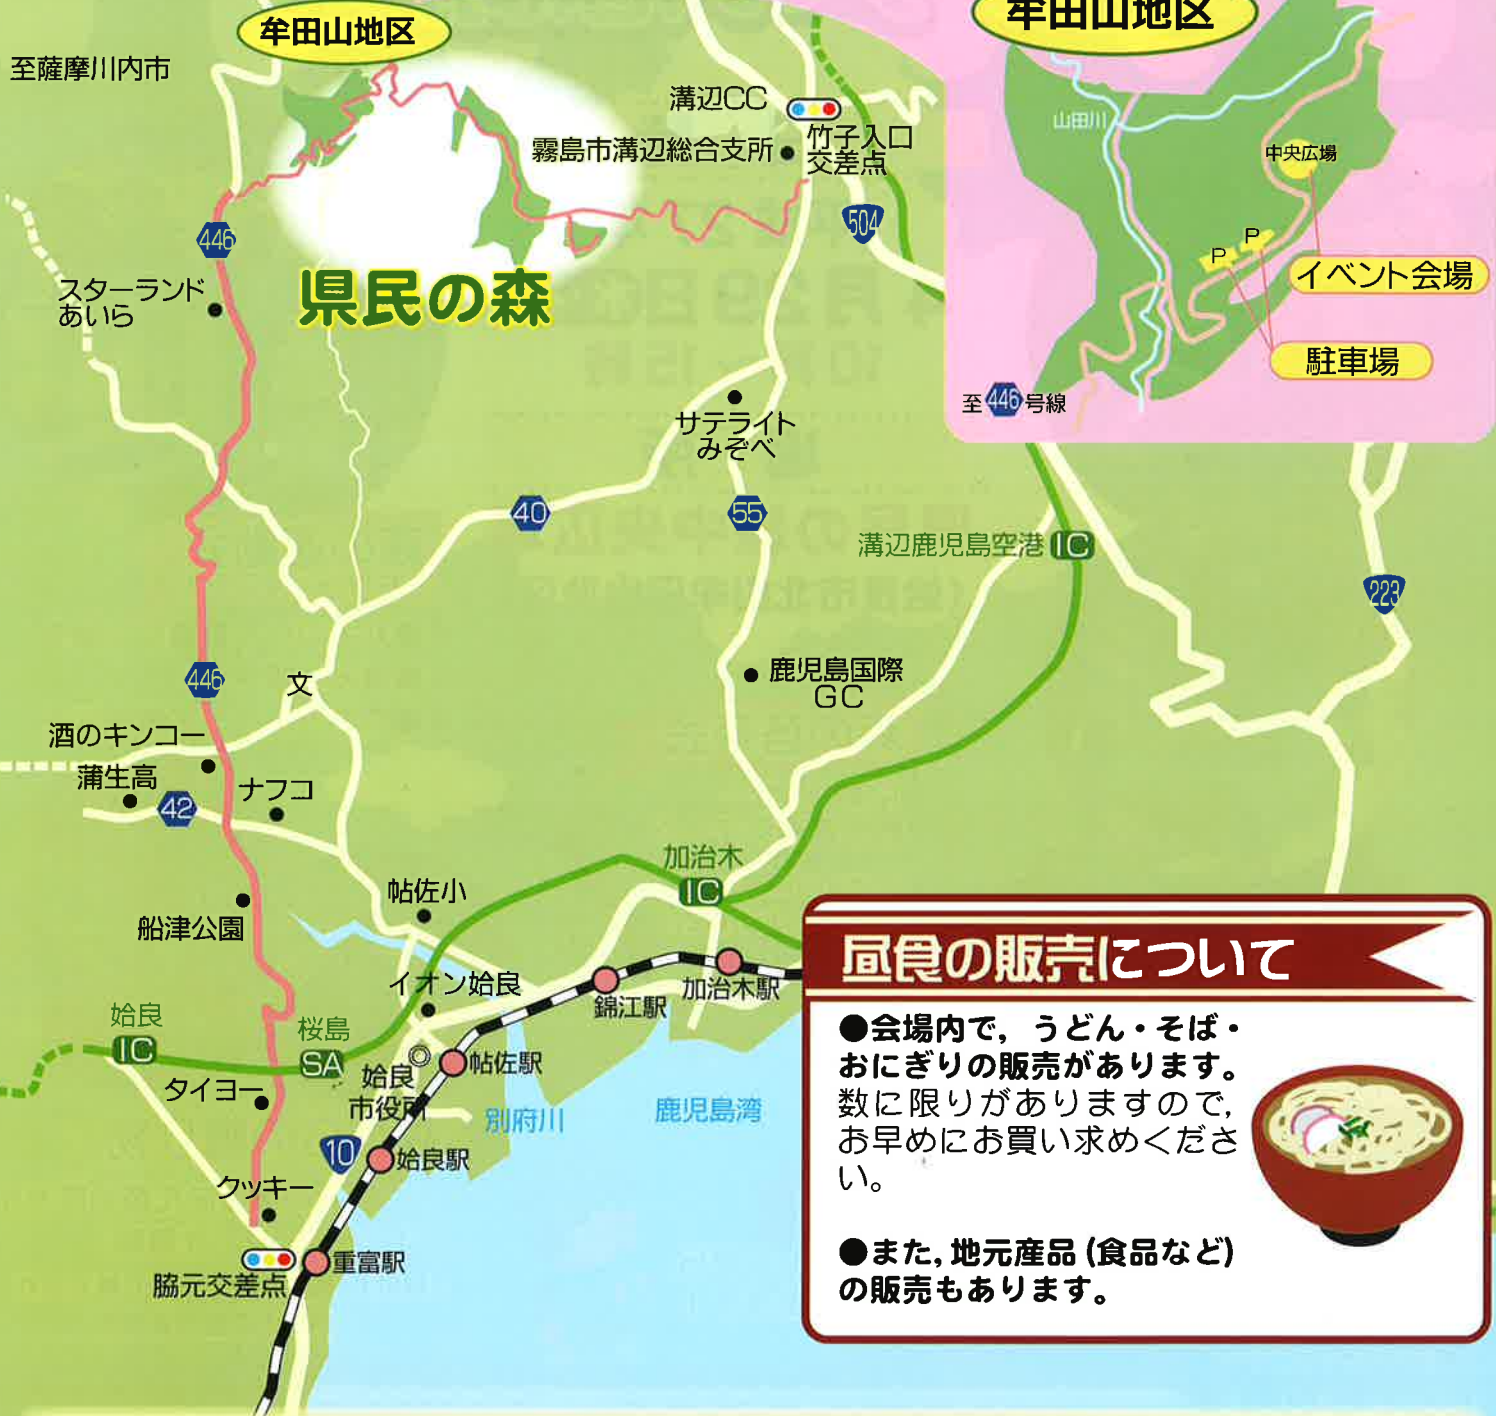 牟田山地区
至薩摩川内市
溝辺CC
竹子入口
交差点
霧島市溝辺総合支所
504
446
スターランド
あいら
県民の森
サテライト
みぞべ
40
55
溝辺鹿児島空港 IC
223
鹿児島国際
GC
446
文
酒のキンコー
蒲生高
42
ナフコ
船津公園
帖佐小
加治木
IC
イオン姶良
錦江駅
加治木駅
姶良
IC
桜島
SA
姶良
市役所
帖佐駅
タイヨー
別府川
鹿児島湾
10
姶良駅
クッキー
重富駅
脇元交差点
牟田山地区
山田川
中央広場
P
P
イベント会場
駐車場
至446号線
昼食の販売について
●会場内で，うどん・そば・
おにぎりの販売があります。
数に限りがありますので，
お早めにお買い求めくださ
い。
●また，地元産品（食品など）
の販売もあります。